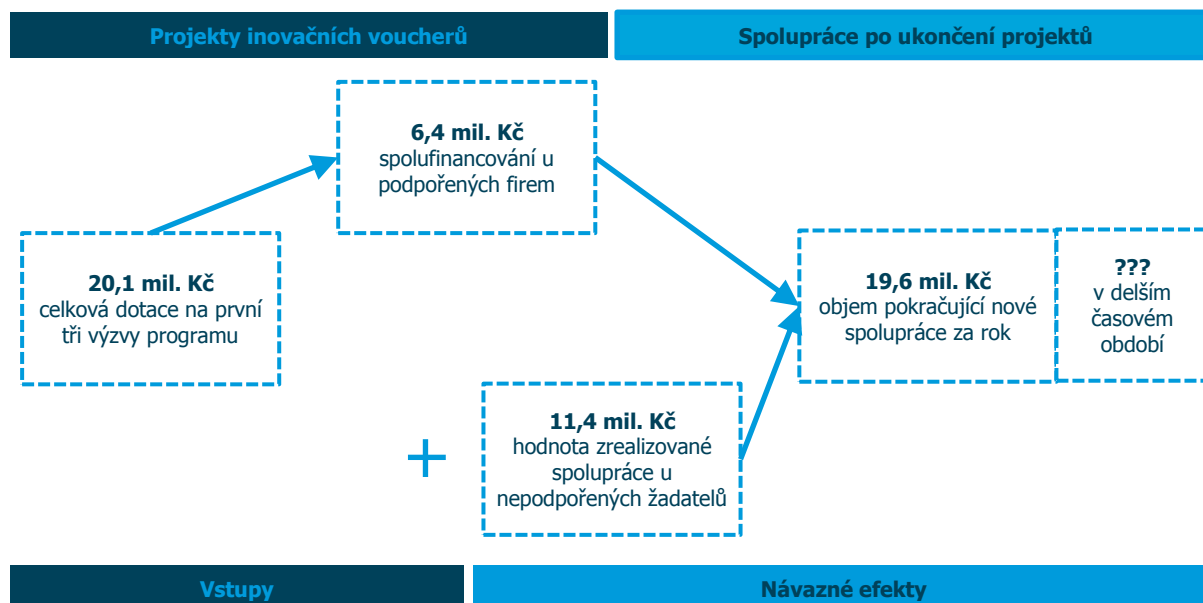 Projekty inovačních voucherů
Spolupráce po ukončení projektů
6,4 mil. Kč
spolufinancování u
podpořených firem
20,1 mil. Kč
celková dotace na první
tři výzvy programu
19,6 mil. Kč
objem pokračující nové
spolupráce za rok
???
v delším
časovém
období
+
11,4 mil. Kč
hodnota zrealizované
spolupráce u
nepodpořených žadatelů
Vstupy
Návazné efekty